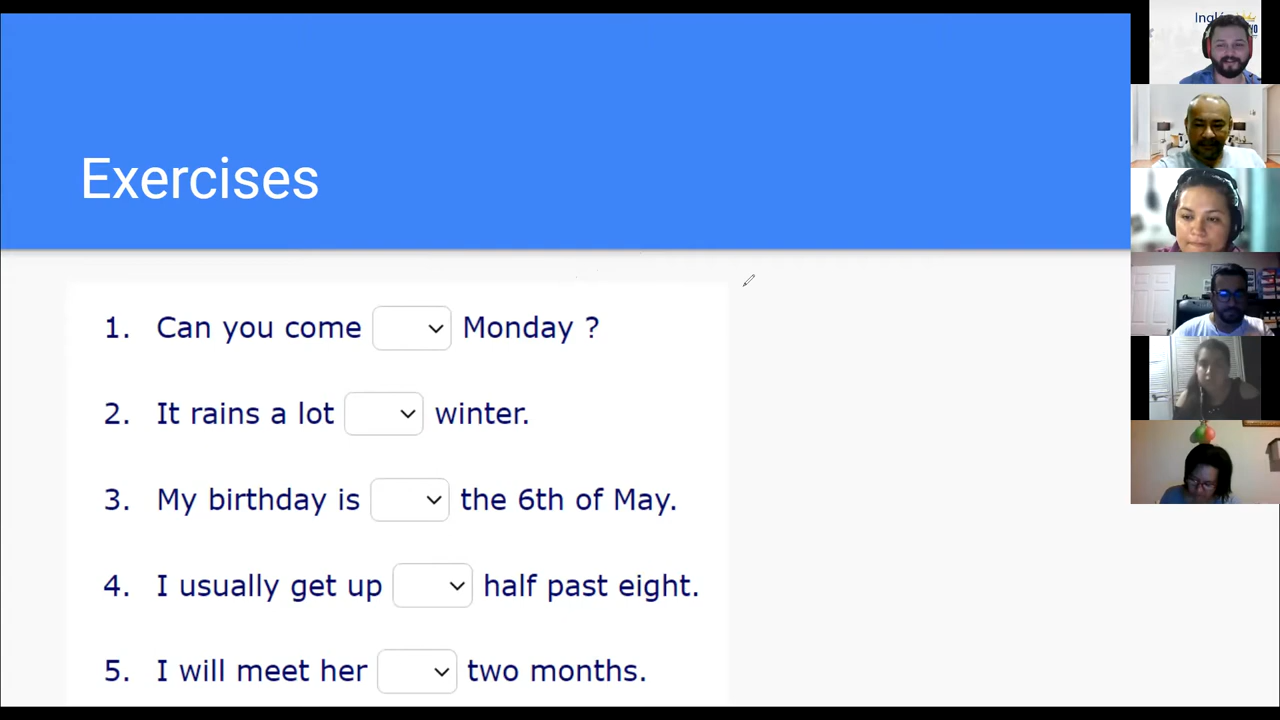 Exercises
1. Can you come Monday ?
2. It rains a lot winter.
3. My birthday is the 6th of May.
4. I usually get up half past eight.
5. I will meet her two months.